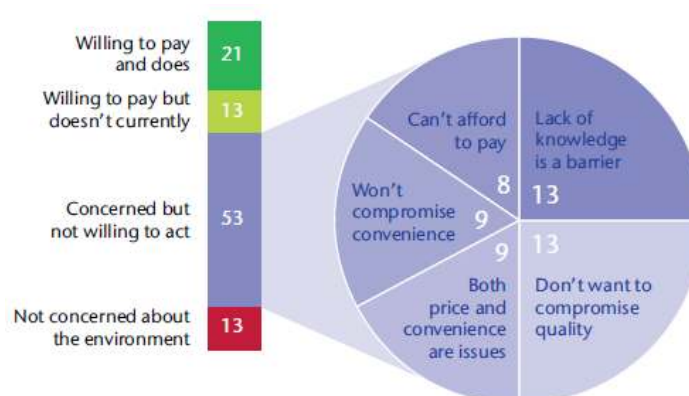 Willing to pay
and does
21
Willing to pay but
doesn't currently
13
Concerned but
not willing to act
53
Not concerned about
the environment
13
Can't afford
to pay
8
Lack of
knowledge
is a barrier
13
Won't
compromise
convenience
9
9
Both
price and
convenience
are issues
13
Don't want to
compromise
quality